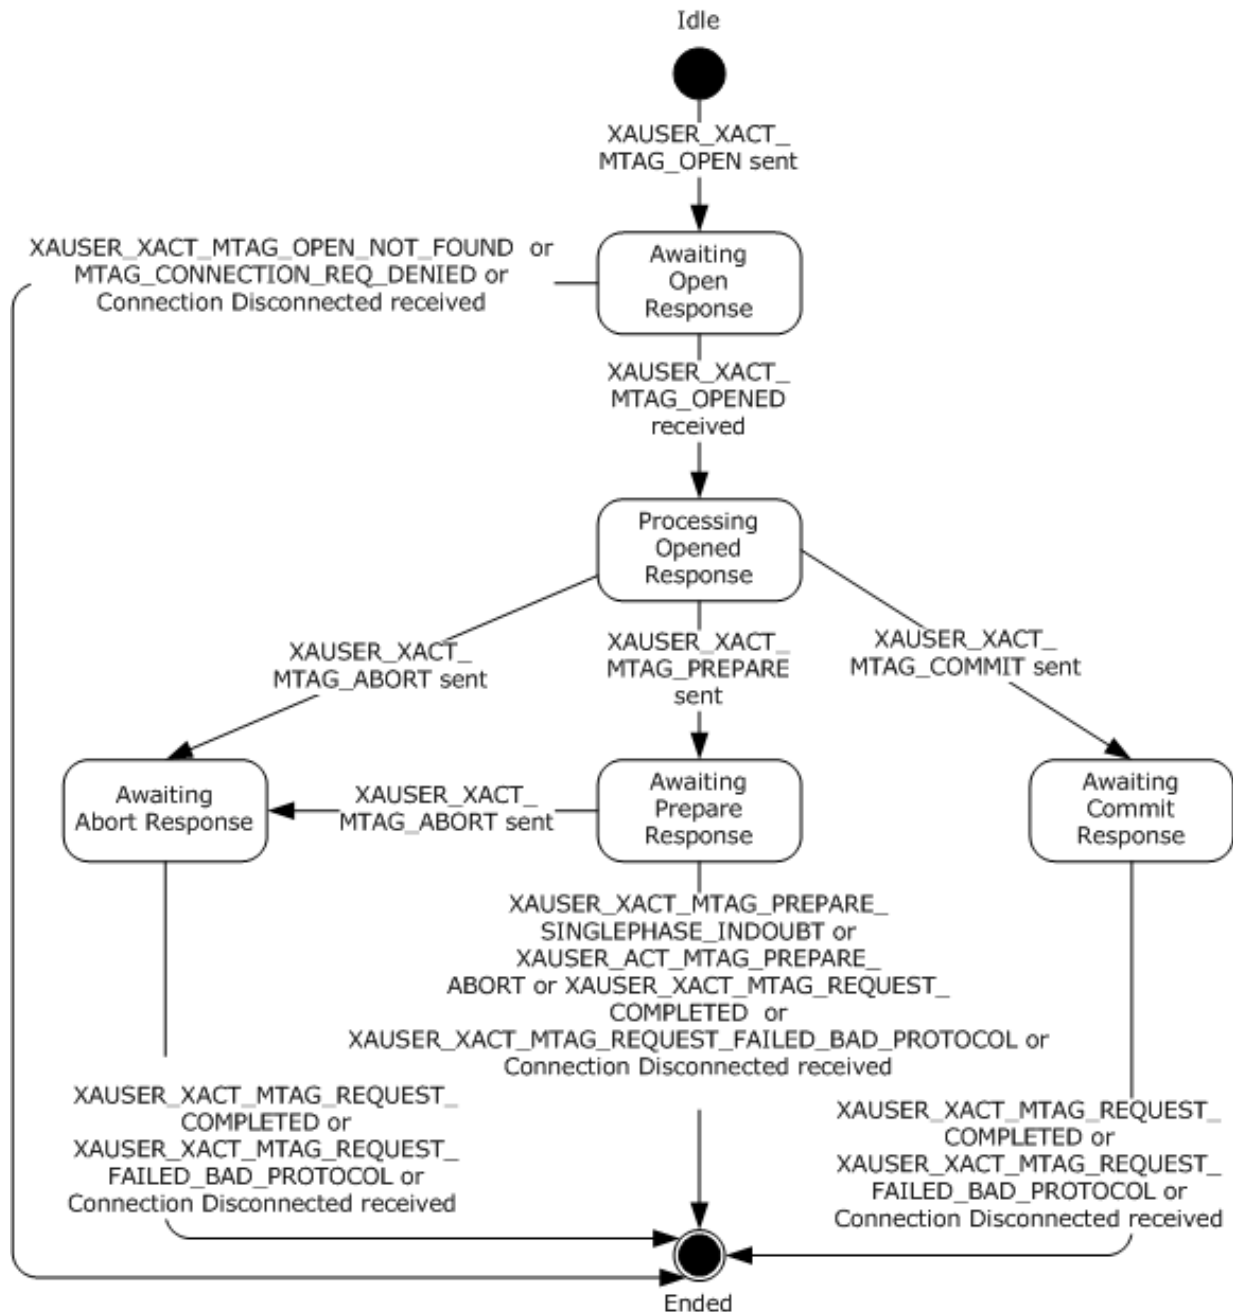 Idle
XAUSER_XACT_
MTAG_OPEN sent
XAUSER_XACT_MTAG_OPEN_NOT_FOUND or
MTAG_CONNECTION_REQ_DENIED or
Connection Disconnected received
Awaiting
Open
Response
XAUSER_XACT_
MTAG_OPENED
received
Processing
Opened
Response
XAUSER_XACT_
MTAG_ABORT sent
XAUSER_XACT_
MTAG_PREPARE
sent
XAUSER_XACT_
MTAG_COMMIT sent
Awaiting
Abort Response
XAUSER_XACT_
MTAG_ABORT sent
Awaiting
Prepare
Response
Awaiting
Commit
Response
XAUSER_XACT_MTAG_PREPARE_
SINGLEPHASE_INDOUBT or
XAUSER_ACT_MTAG_PREPARE_
ABORT or XAUSER_XACT_MTAG_REQUEST_
COMPLETED or
XAUSER_XACT_MTAG_REQUEST_FAILED_BAD_PROTOCOL or
Connection Disconnected received
XAUSER_XACT_MTAG_REQUEST_
COMPLETED or
XAUSER_XACT_MTAG_REQUEST_
FAILED_BAD_PROTOCOL or
Connection Disconnected received
XAUSER_XACT_MTAG_REQUEST_
COMPLETED or
XAUSER_XACT_MTAG_REQUEST_
FAILED_BAD_PROTOCOL or
Connection Disconnected received
Ended